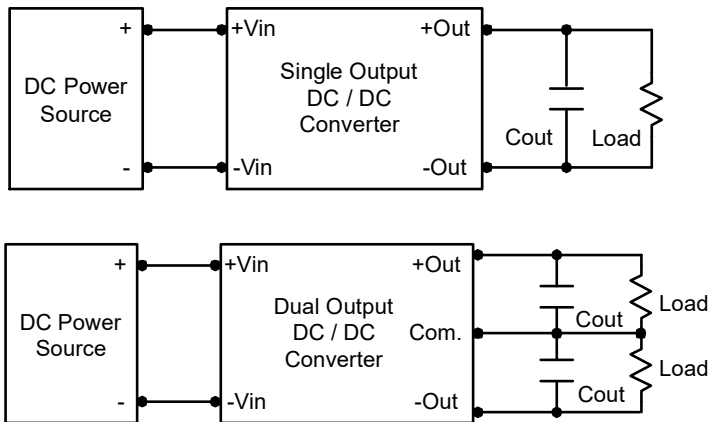 +
+Vin
+Out
DC Power
Source
Single Output
DC / DC
Converter
Cout
Load
-
-Vin
-Out
+
+Vin
+Out
DC Power
Source
Dual Output
DC / DC
Converter
Com.
Cout
Load
Cout
Load
-
-Vin
-Out